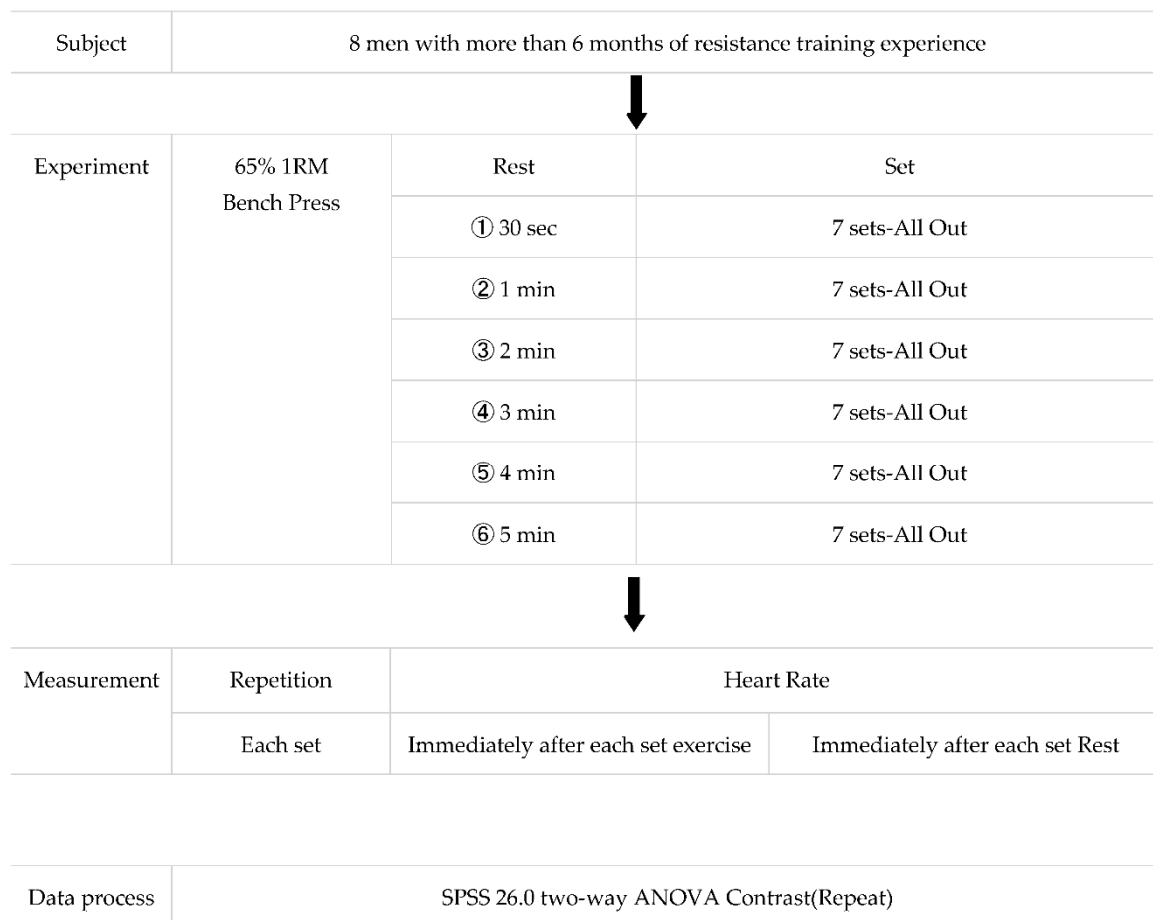 Subject 8 men with more than 6 months of resistance training experience
Experiment 65% 1RM Rest Set
Bench Press
① 30 sec 7 sets-All Out
② 1 min 7 sets-All Out
③ 2 min 7 sets-All Out
④ 3 min 7 sets-All Out
⑤ 4 min 7 sets-All Out
⑥ 5 min 7 sets-All Out
Measurement Repetition Heart Rate
Each set Immediately after each set exercise Immediately after each set Rest
Data process SPSS 26.0 two-way ANOVA Contrast(Repeat)